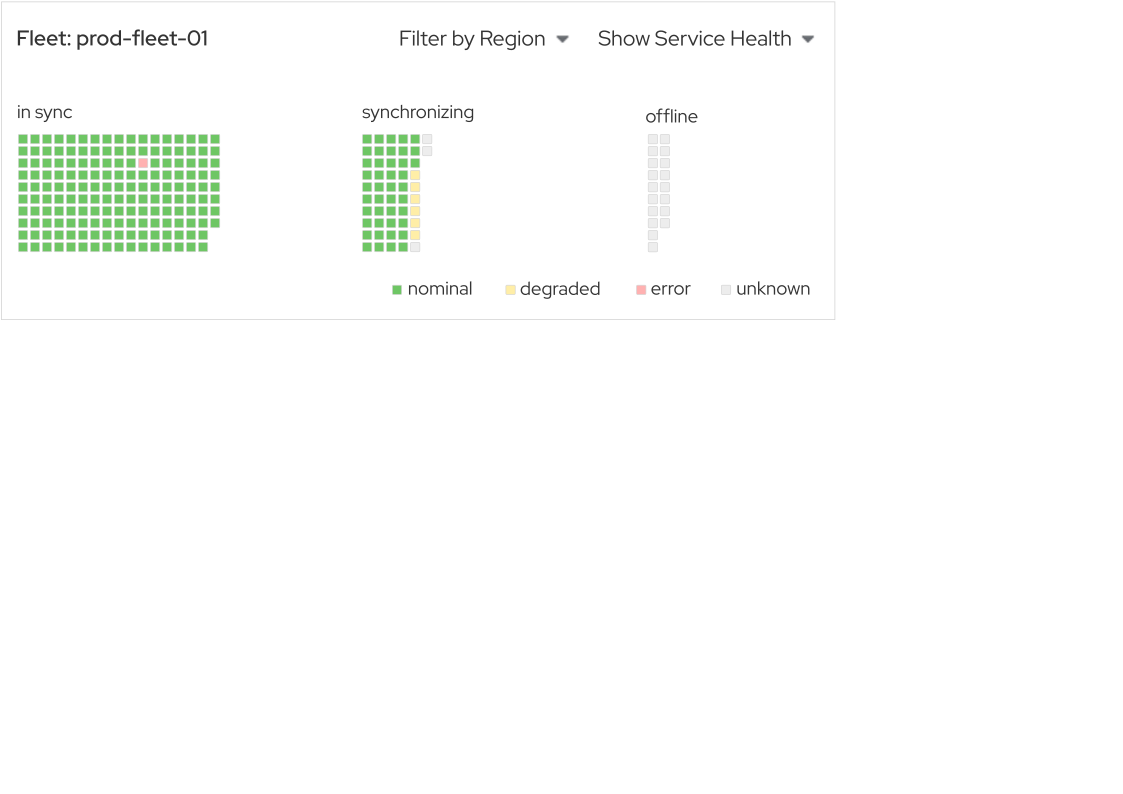 Fleet: prod-fleet-01
Filter by Region
Show Service Health
in sync
synchronizing
offline
nominal
degraded
error
unknown